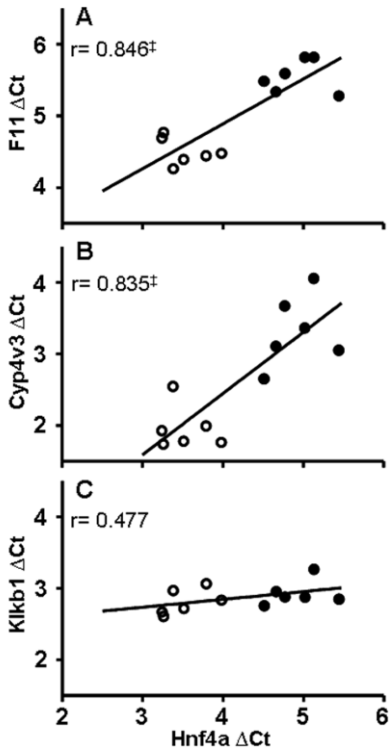 A
r= 0.846‡
F11 ΔCt
6
5
4
B
r= 0.835‡
Cyp4v3 ΔCt
4
3
2
C
r= 0.477
Klkb1 ΔCt
4
3
2
2 3 4 5 6
Hnf4a ΔCt